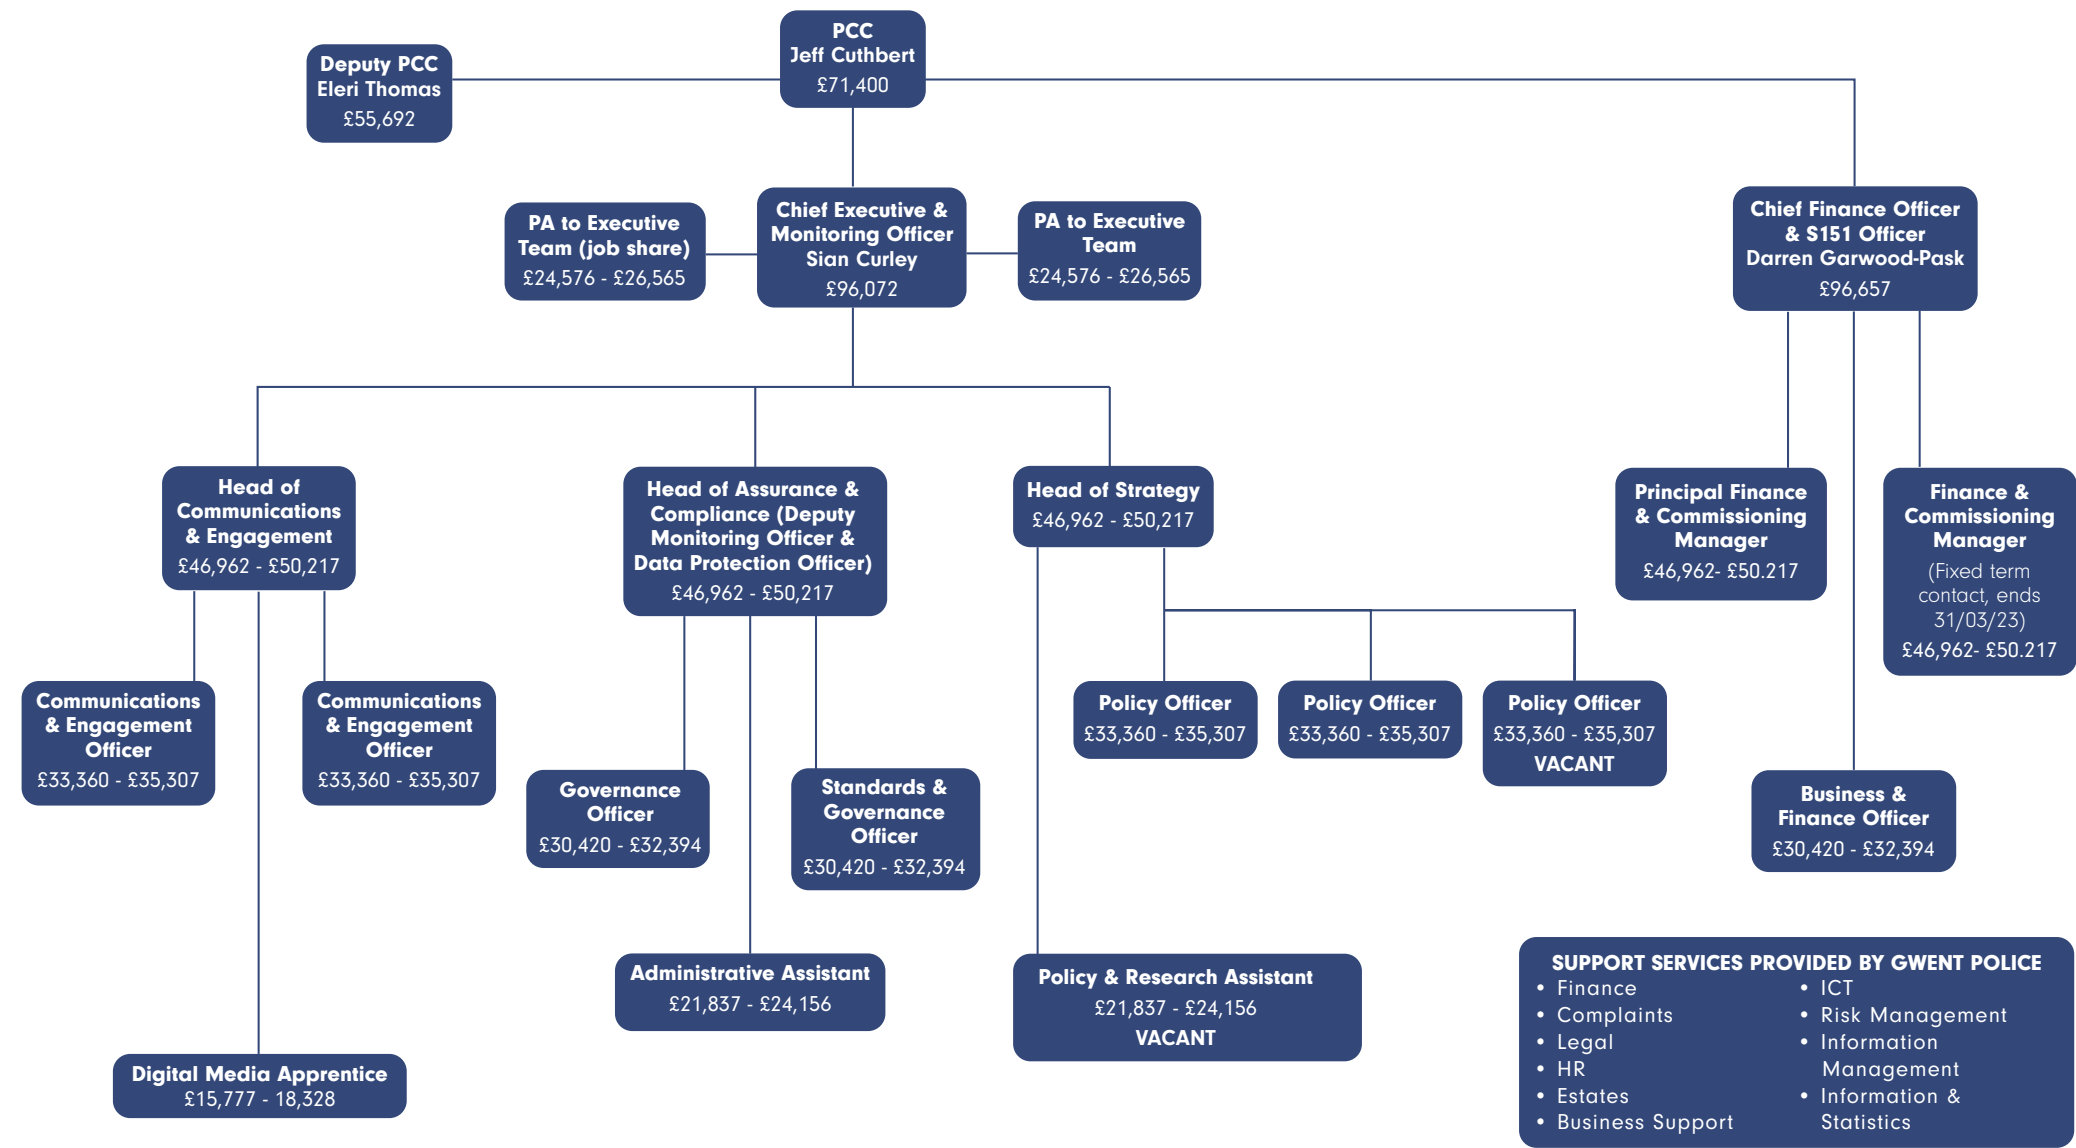 PCC
Jeff Cuthbert
£71,400
Deputy PCC
Eleri Thomas
£55,692
PA to Executive
Team (job share)
£24,576 - £26,565
Chief Executive &
Monitoring Officer
Sian Curley
£96,072
PA to Executive
Team
£24,576 - £26,565
Chief Finance Officer
& S151 Officer
Darren Garwood-Pask
£96,657
Head of
Communications
& Engagement
£46,962 - £50,217
Head of Assurance &
Compliance (Deputy
Monitoring Officer &
Data Protection Officer)
£46,962 - £50,217
Head of Strategy
£46,962 - £50,217
Principal Finance
& Commissioning
Manager
£46,962- £50.217
Finance &
Commissioning
Manager
(Fixed term
contact, ends
31/03/23)
£46,962- £50.217
Communications
& Engagement
Officer
£33,360 - £35,307
Communications
& Engagement
Officer
£33,360 - £35,307
Governance
Officer
£30,420 - £32,394
Standards &
Governance
Officer
£30,420 - £32,394
Policy Officer
£33,360 - £35,307
Policy Officer
£33,360 - £35,307
Policy Officer
£33,360 - £35,307
VACANT
Business &
Finance Officer
£30,420 - £32,394
Administrative Assistant
£21,837 - £24,156
Policy & Research Assistant
£21,837 - £24,156
VACANT
Digital Media Apprentice
£15,777 - 18,328
SUPPORT SERVICES PROVIDED BY GWENT POLICE
• Finance
• Complaints
• Legal
• HR
• Estates
• Business Support
• ICT
• Risk Management
• Information
Management
• Information &
Statistics